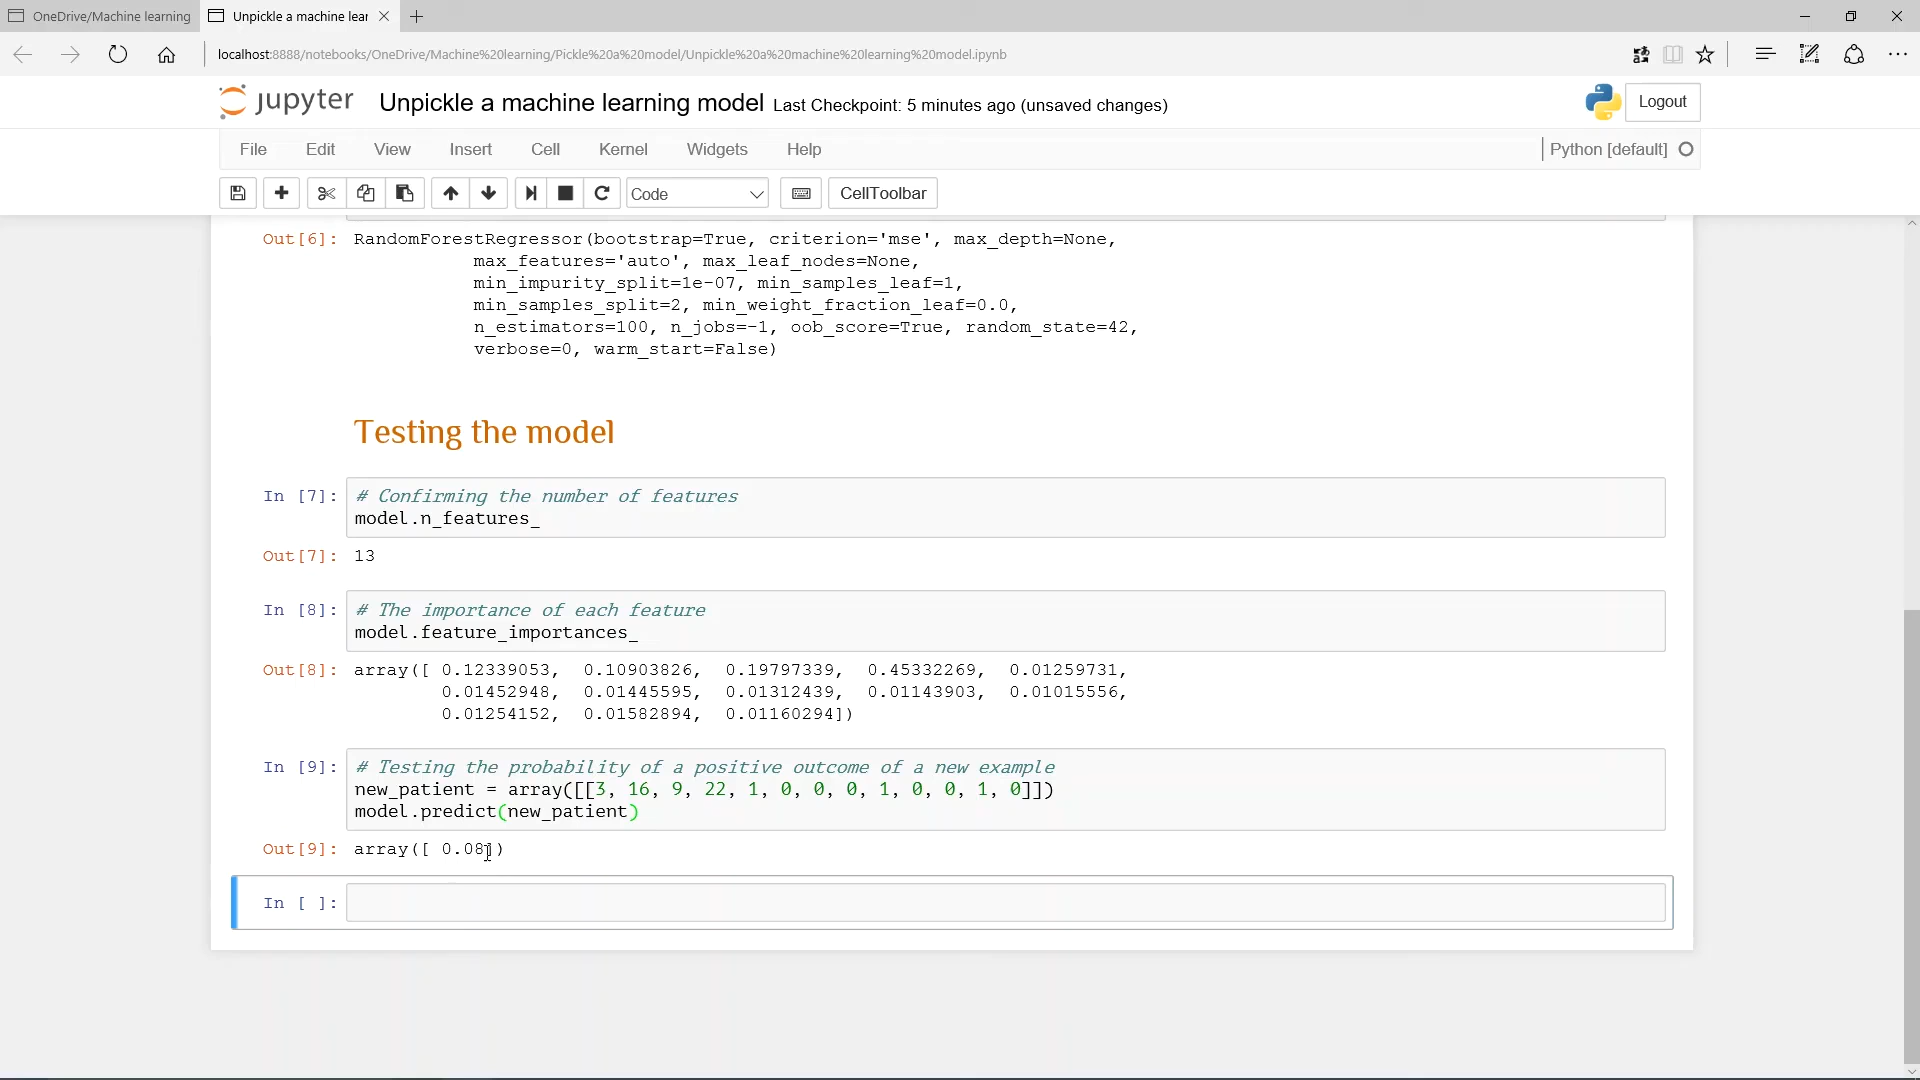 OneDrive/Machine learning
Unpickle a machine lear
localhost:8888/notebooks/OneDrive/Machine%20learning/Pickle%20a%20model/Unpickle%20a%20machine%20learning%20model.ipynb
jupyter Unpickle a machine learning model Last Checkpoint: 5 minutes ago (unsaved changes) Logout
File Edit View Insert Cell Kernel Widgets Help Python [default]
Code CellToolbar
Out[6]: RandomForestRegressor(bootstrap=True, criterion='mse', max_depth=None,
max_features='auto', max_leaf_nodes=None,
min_impurity_split=1e-07, min_samples_leaf=1,
min_samples_split=2, min_weight_fraction_leaf=0.0,
n_estimators=100, n_jobs=-1, oob_score=True, random_state=42,
verbose=0, warm_start=False)
Testing the model
In [7]: # Confirming the number of features
model.n_features_
Out[7]: 13
In [8]: # The importance of each feature
model.feature_importances_
Out[8]: array([ 0.12339053, 0.10903826, 0.19797339, 0.45332269, 0.01259731,
0.01452948, 0.01445595, 0.01312439, 0.01143903, 0.01015556,
0.01254152, 0.01582894, 0.01160294])
In [9]: # Testing the probability of a positive outcome of a new example
new_patient = array([[3, 16, 9, 22, 1, 0, 0, 0, 1, 0, 0, 1, 0]])
model.predict(new_patient)
Out[9]: array([ 0.08])
In [ ]: